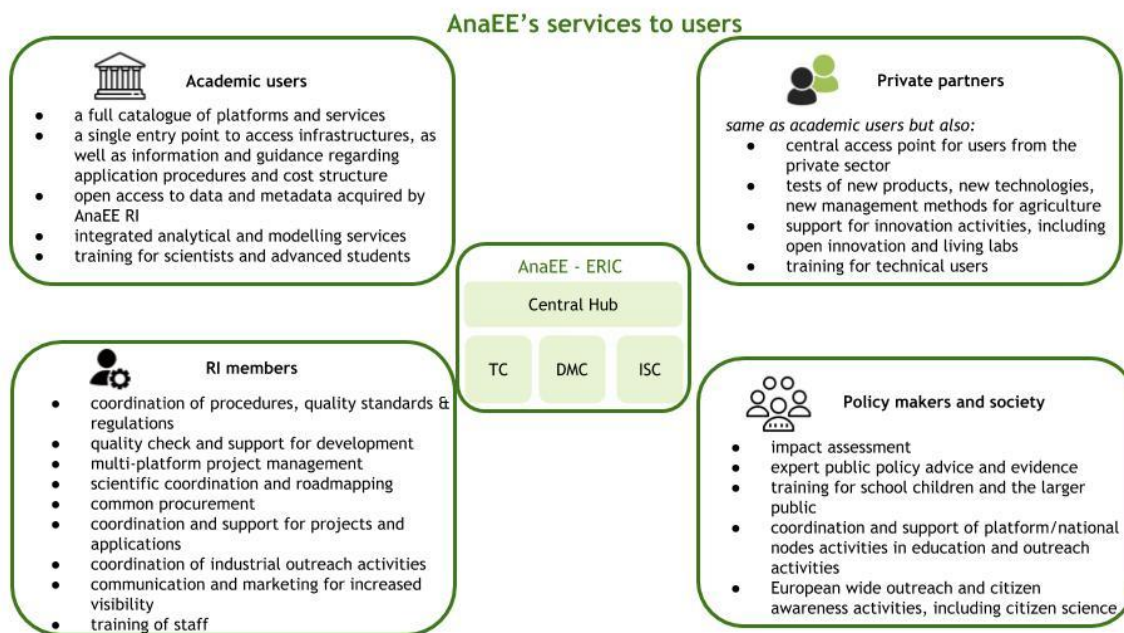 AnaEE's services to users
Academic users
● a full catalogue of platforms and services
● a single entry point to access infrastructures, as
well as information and guidance regarding
application procedures and cost structure
● open access to data and metadata acquired by
AnaEE RI
● integrated analytical and modelling services
● training for scientists and advanced students
Private partners
same as academic users but also:
● central access point for users from the
private sector
● tests of new products, new technologies,
new management methods for agriculture
● support for innovation activities, including
open innovation and living labs
● training for technical users
AnaEE - ERIC
Central Hub
TC DMC ISC
RI members
● coordination of procedures, quality standards &
regulations
● quality check and support for development
● multi-platform project management
● scientific coordination and roadmapping
● common procurement
● coordination and support for projects and
applications
● coordination of industrial outreach activities
● communication and marketing for increased
visibility
● training of staff
Policy makers and society
● impact assessment
● expert public policy advice and evidence
● training for school children and the larger
public
● coordination and support of platform/national
nodes activities in education and outreach
activities
● European wide outreach and citizen
awareness activities, including citizen science